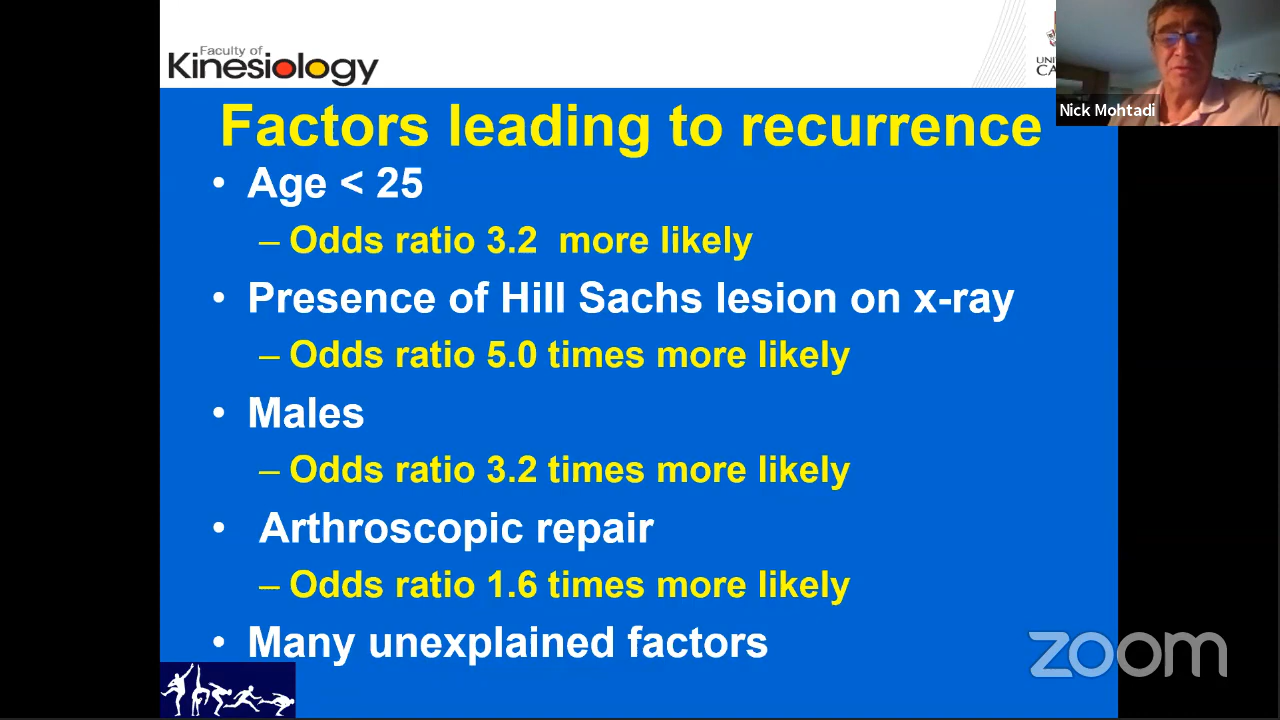 Faculty of
Kinesiology
UNI
CA
Nick Mohtadi
Factors leading to recurrence
• Age < 25
– Odds ratio 3.2 more likely
• Presence of Hill Sachs lesion on x-ray
– Odds ratio 5.0 times more likely
• Males
– Odds ratio 3.2 times more likely
• Arthroscopic repair
– Odds ratio 1.6 times more likely
• Many unexplained factors
zoom